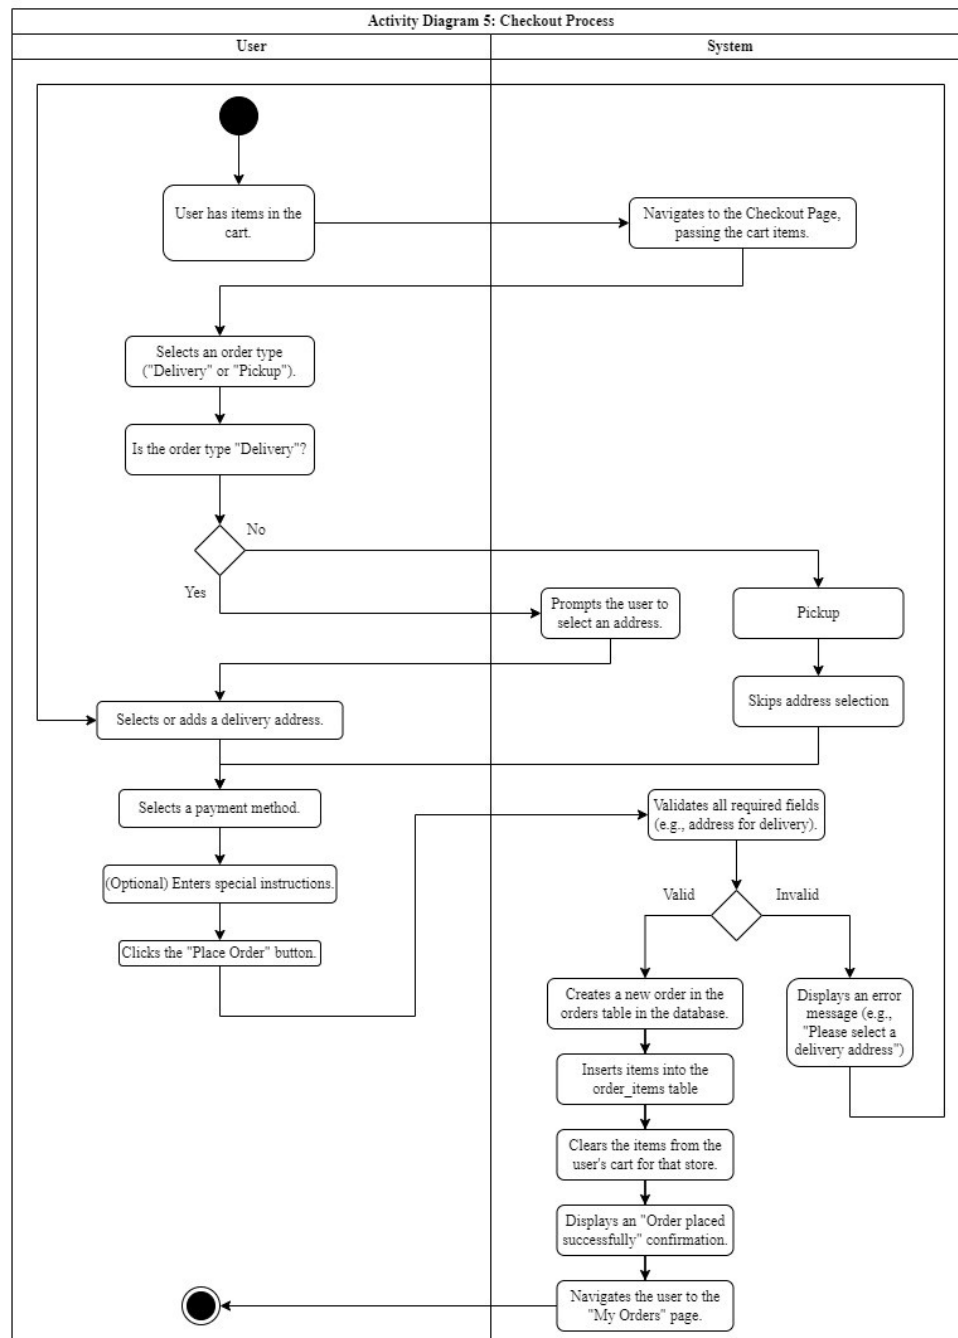 Activity Diagram 5: Checkout Process
User
System
User has items in the
cart.
Navigates to the Checkout Page,
passing the cart items.
Selects an order type
("Delivery" or "Pickup").
Is the order type "Delivery"?
No
Yes
Prompts the user to
select an address.
Pickup
Skips address selection
Selects or adds a delivery address.
Selects a payment method.
(Optional) Enters special instructions.
Clicks the "Place Order" button.
Validates all required fields
(e.g., address for delivery).
Valid
Invalid
Creates a new order in the
orders table in the database.
Displays an error
message (e.g.,
"Please select a
delivery address")
Inserts items into the
order_items table
Clears the items from the
user's cart for that store.
Displays an "Order placed
successfully" confirmation.
Navigates the user to the
"My Orders" page.